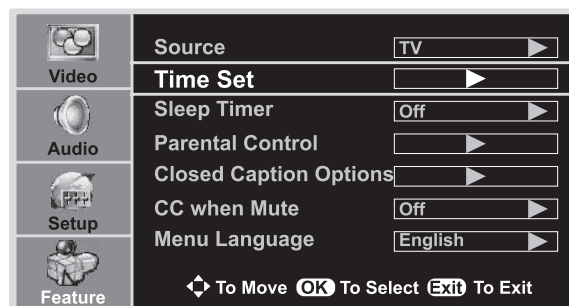 Video
Audio
Setup
Feature
Source TV
Time Set
Sleep Timer Off
Parental Control
Closed Caption Options
CC when Mute Off
Menu Language English
To Move OK To Select Exit To Exit